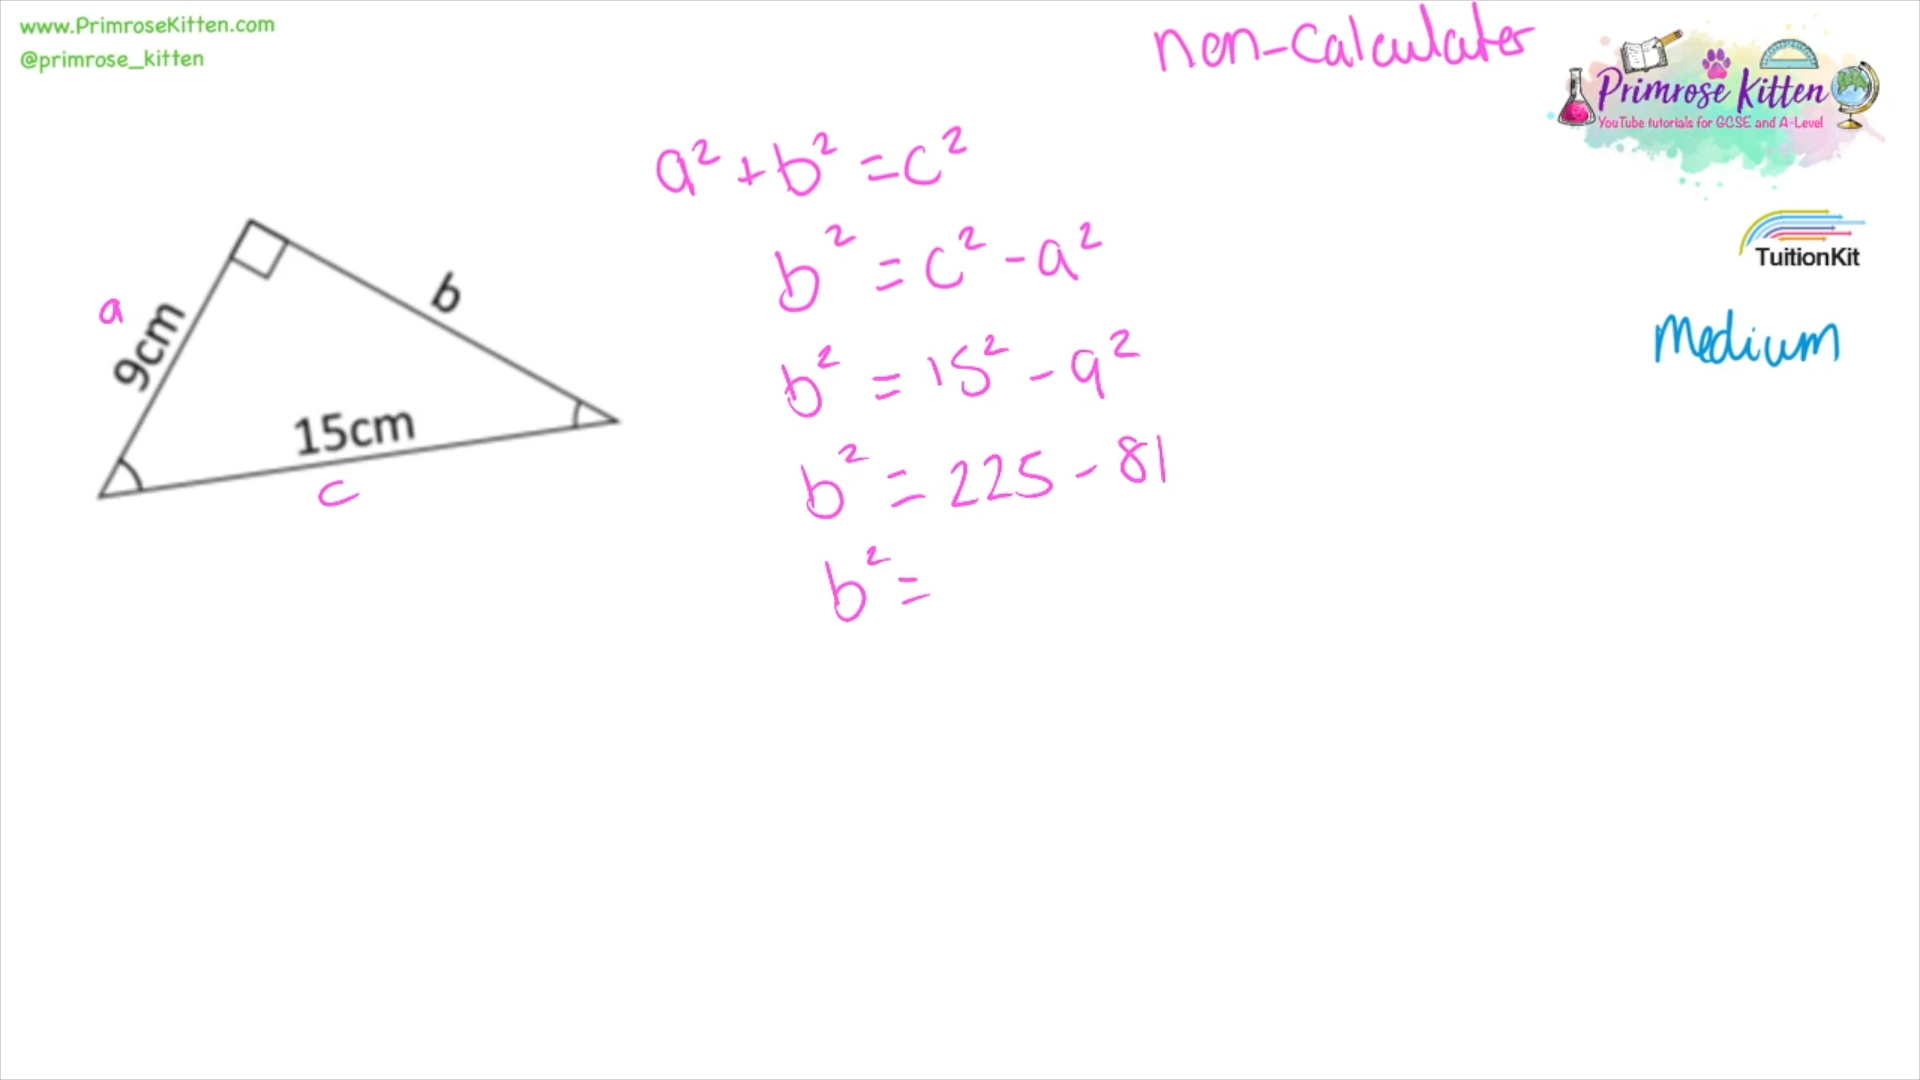 www.PrimroseKitten.com
@primrose_kitten
non-calculator
Primrose Kitten
YouTube tutorials for GCSE and A-Level
TuitionKit
Medium
a
9cm
b
15cm
c
a² + b² = c²
b² = c² - a²
b² = 15² - 9²
b² = 225 - 81
b² =